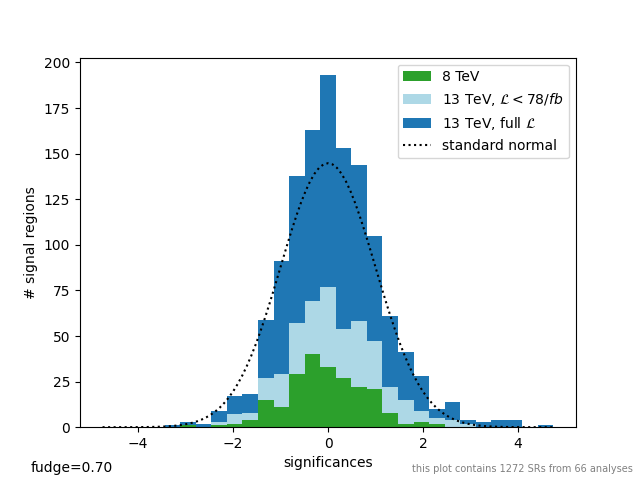 200
175
150
125
100
75
50
25
0
# signal regions
8 TeV
13 TeV, ℒ < 78/fb
13 TeV, full ℒ
standard normal
−4 −2 0 2 4
significances
fudge=0.70
this plot contains 1272 SRs from 66 analyses